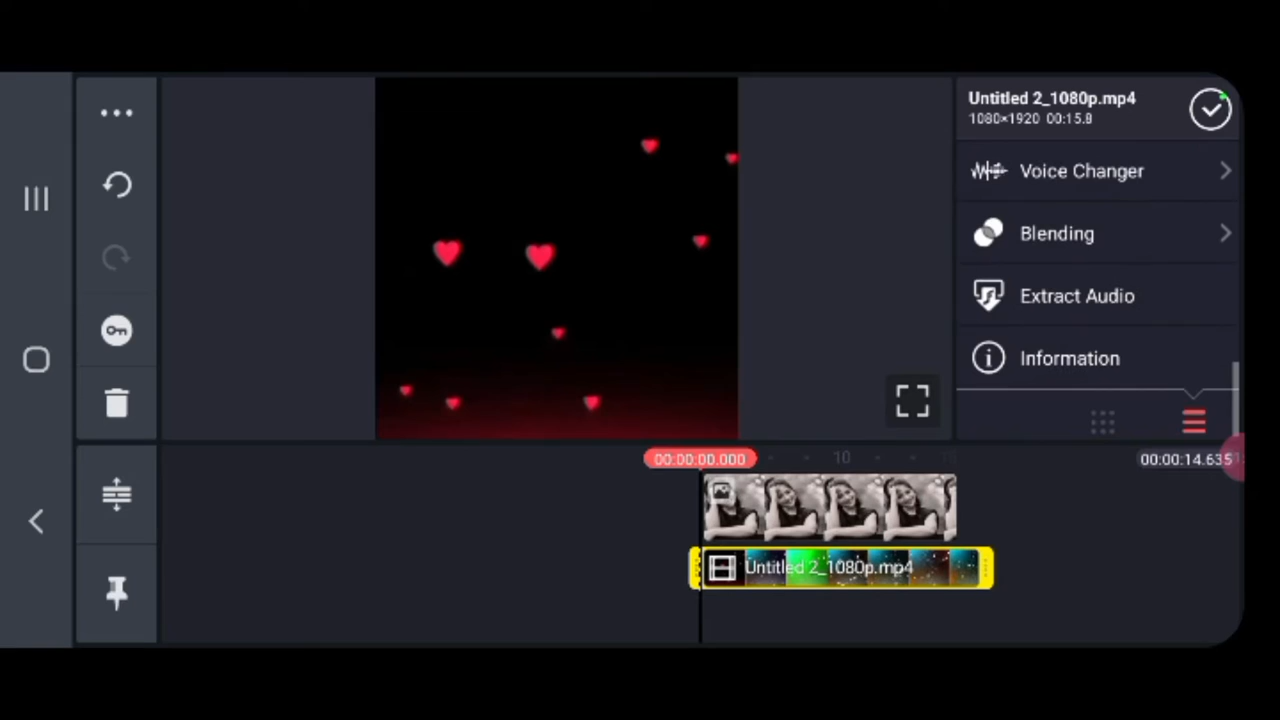 Untitled 2_1080p.mp4
1080×1920 00:15.8
Voice Changer
Blending
Extract Audio
Information
00:00:00.000
10
00:00:14.635
Untitled 2_1080p.mp4